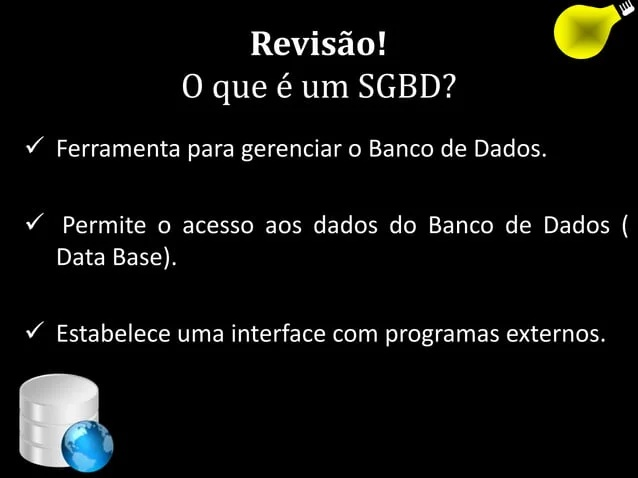 Revisão!
O que é um SGBD?
✓ Ferramenta para gerenciar o Banco de Dados.
✓ Permite o acesso aos dados do Banco de Dados (
Data Base).
✓ Estabelece uma interface com programas externos.